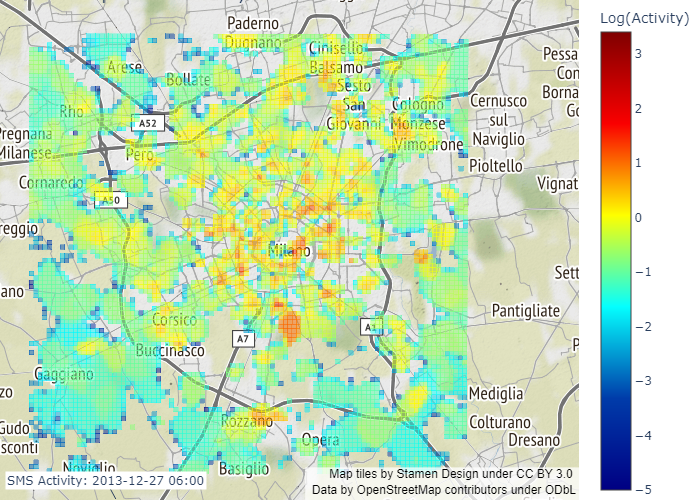 Log(Activity)
3
2
1
0
−1
−2
−3
−4
−5
Paderno
Dugnano
Cinisello
Balsamo
Pessa
Arese
Bollate
Sesto
San
Giovanni
Con
Borna
Go
Rho
A52
Cologno
Monzese
Cernusco
sul
Naviglio
Pregnana
Milanese
Pero
Vimodrone
Pioltello
Cornaredo
A50
Vignat
reggio
Milano
Sett
ano
Pantigliate
Corsico
A7
A1
P
Buccinasco
Gaggiano
zo
Mediglia
Gudo
sconti
Rozzano
Opera
Colturano
Dresano
Noviglio
Basiglio
SMS Activity: 2013-12-27 06:00
Map tiles by Stamen Design under CC BY 3.0
Data by OpenStreetMap contributors under ODbL